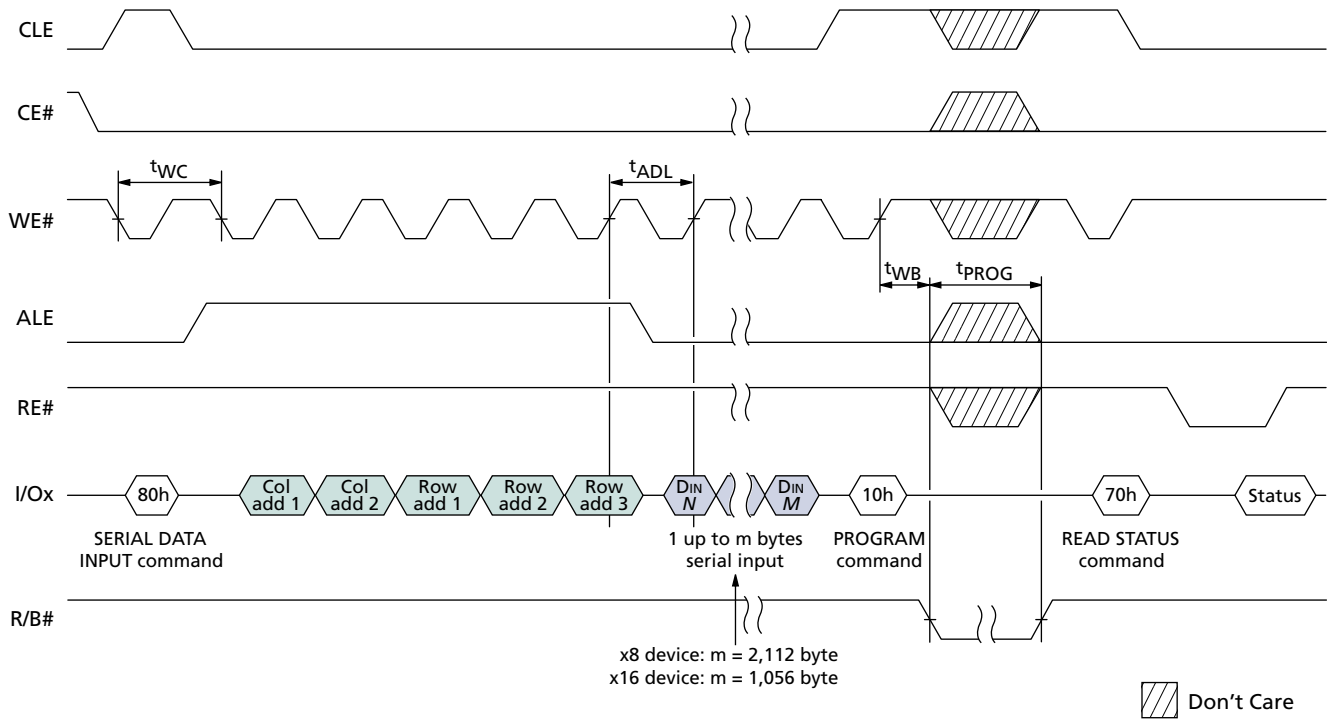 CLE
CE#
tWC
tADL
WE#
tWB
tPROG
ALE
RE#
I/Ox
80h
Col
add 1
Col
add 2
Row
add 1
Row
add 2
Row
add 3
DIN
N
DIN
M
10h
70h
Status
SERIAL DATA
INPUT command
1 up to m bytes
serial input
PROGRAM
command
READ STATUS
command
R/B#
x8 device: m = 2,112 byte
x16 device: m = 1,056 byte
Don't Care